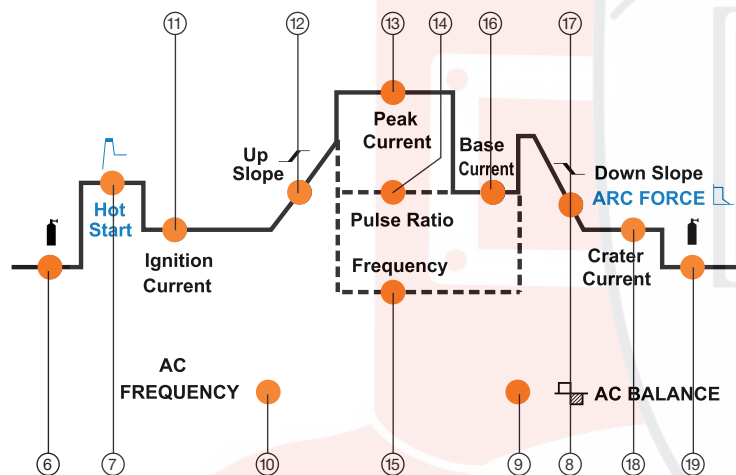 ⑪ ⑫ ⑬ ⑭ ⑯ ⑰
Peak
Current
Up
Slope
Base
Current
Down Slope
ARC FORCE
Hot
Start
Pulse Ratio
Ignition
Current
Frequency
Crater
Current
AC
FREQUENCY
AC BALANCE
⑥ ⑦ ⑩ ⑮ ⑨ ⑧ ⑱ ⑲